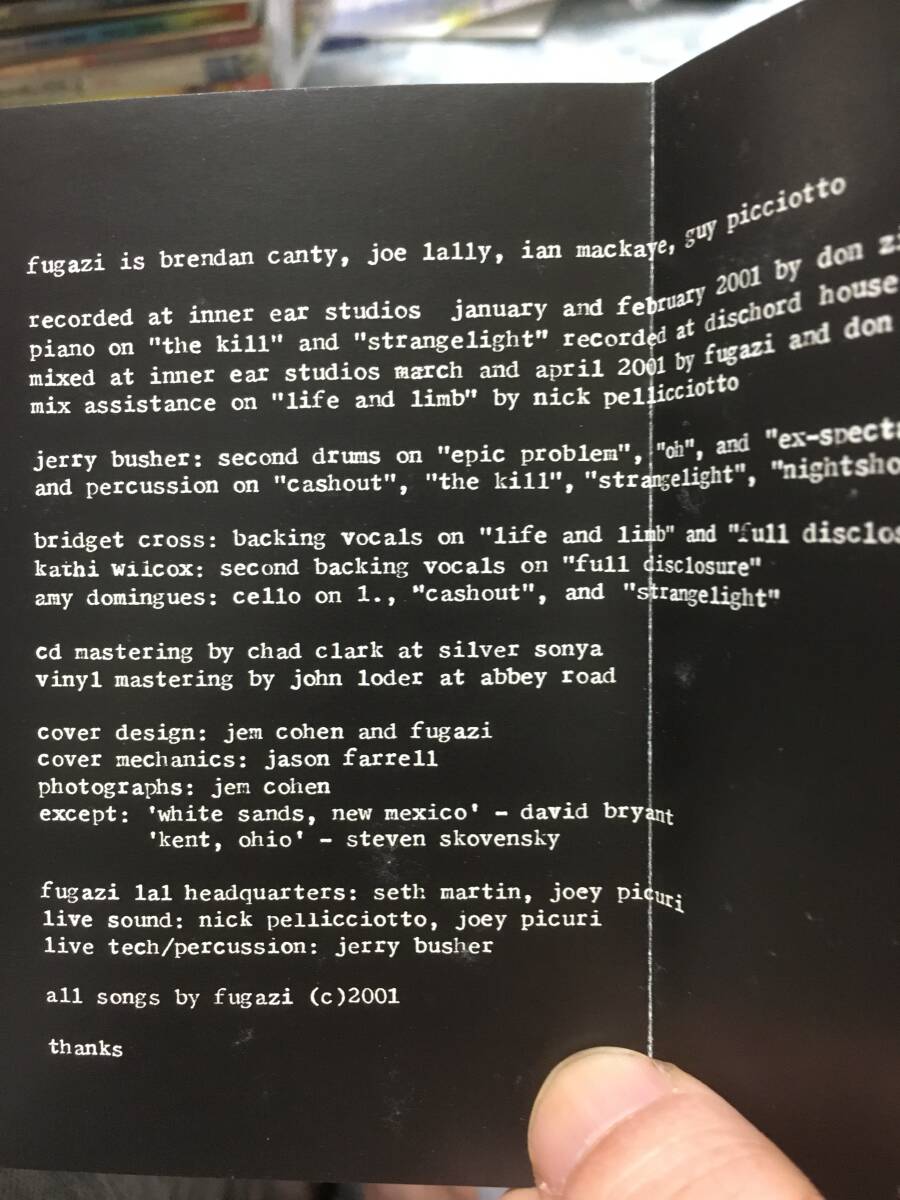 fugazi is brendan canty, joe lally, ian mackaye, guy picciotto
recorded at inner ear studios january and february 2001 by don
piano on "the kill" and "strangelight" recorded at dischord house
mixed at inner ear studios march and april 2001 by fugazi and don
mix assistance on "life and limb" by nick pellicciotto
jerry busher: second drums on "epic problem", "oh", and
and percussion on "cashout", "the kill", "strangelight",
bridget cross: backing vocals on "life and limb" and "full
kathi wilcox: second backing vocals on "full disclosure"
amy domingues: cello on 1., "cashout", and "strangelight"
cd mastering by chad clark at silver sonya
vinyl mastering by john loder at abbey road
cover design: jem cohen and fugazi
cover mechanics: jason farrell
photographs: jem cohen
except: 'white sands, new mexico' - david bryant
'kent, ohio' - steven skovensky
fugazi lal headquarters: seth martin, joey picuri
live sound: nick pellicciotto, joey picuri
live tech/percussion: jerry busher
all songs by fugazi (c)2001
thanks